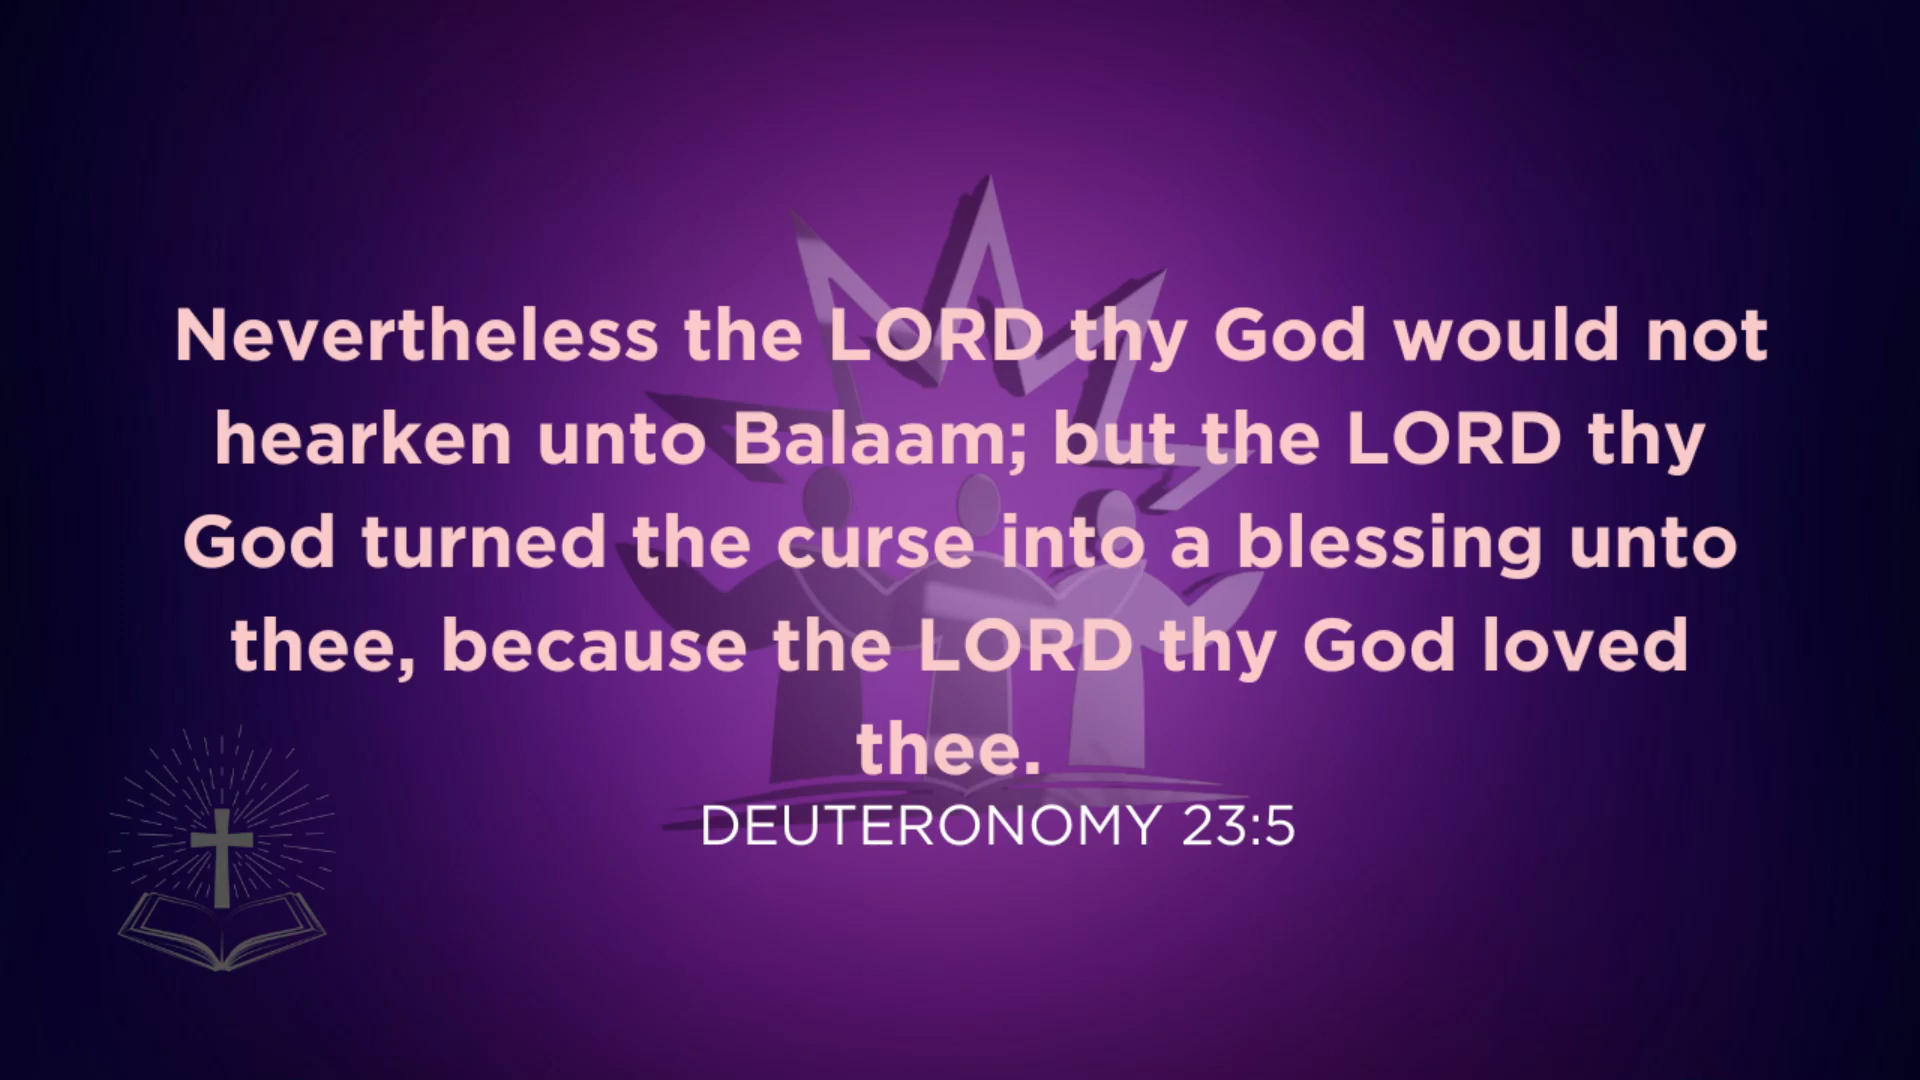 Nevertheless the LORD thy God would not
hearken unto Balaam; but the LORD thy
God turned the curse into a blessing unto
thee, because the LORD thy God loved
thee.
DEUTERONOMY 23:5